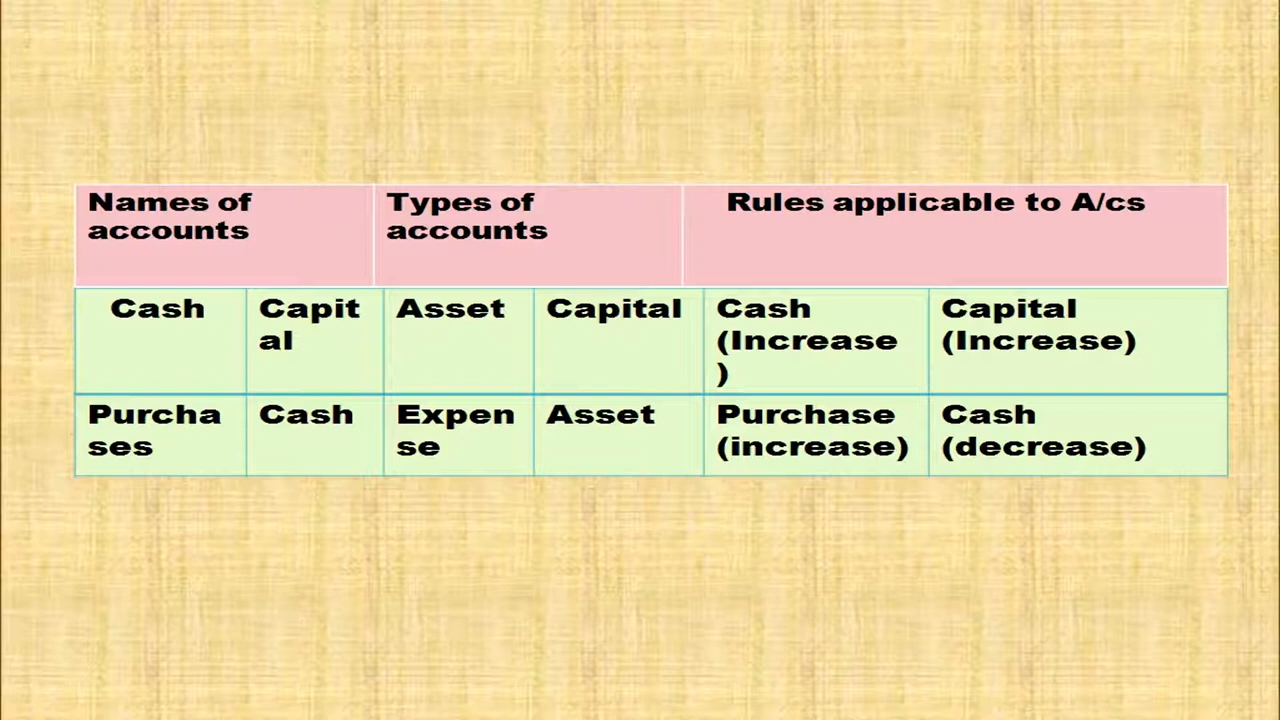 Names of accounts
Types of accounts
Rules applicable to A/cs
Cash
Capit
al
Asset
Capital
Cash
(Increase
)
Capital
(Increase)
Purcha
ses
Cash
Expen
se
Asset
Purchase
(increase)
Cash
(decrease)